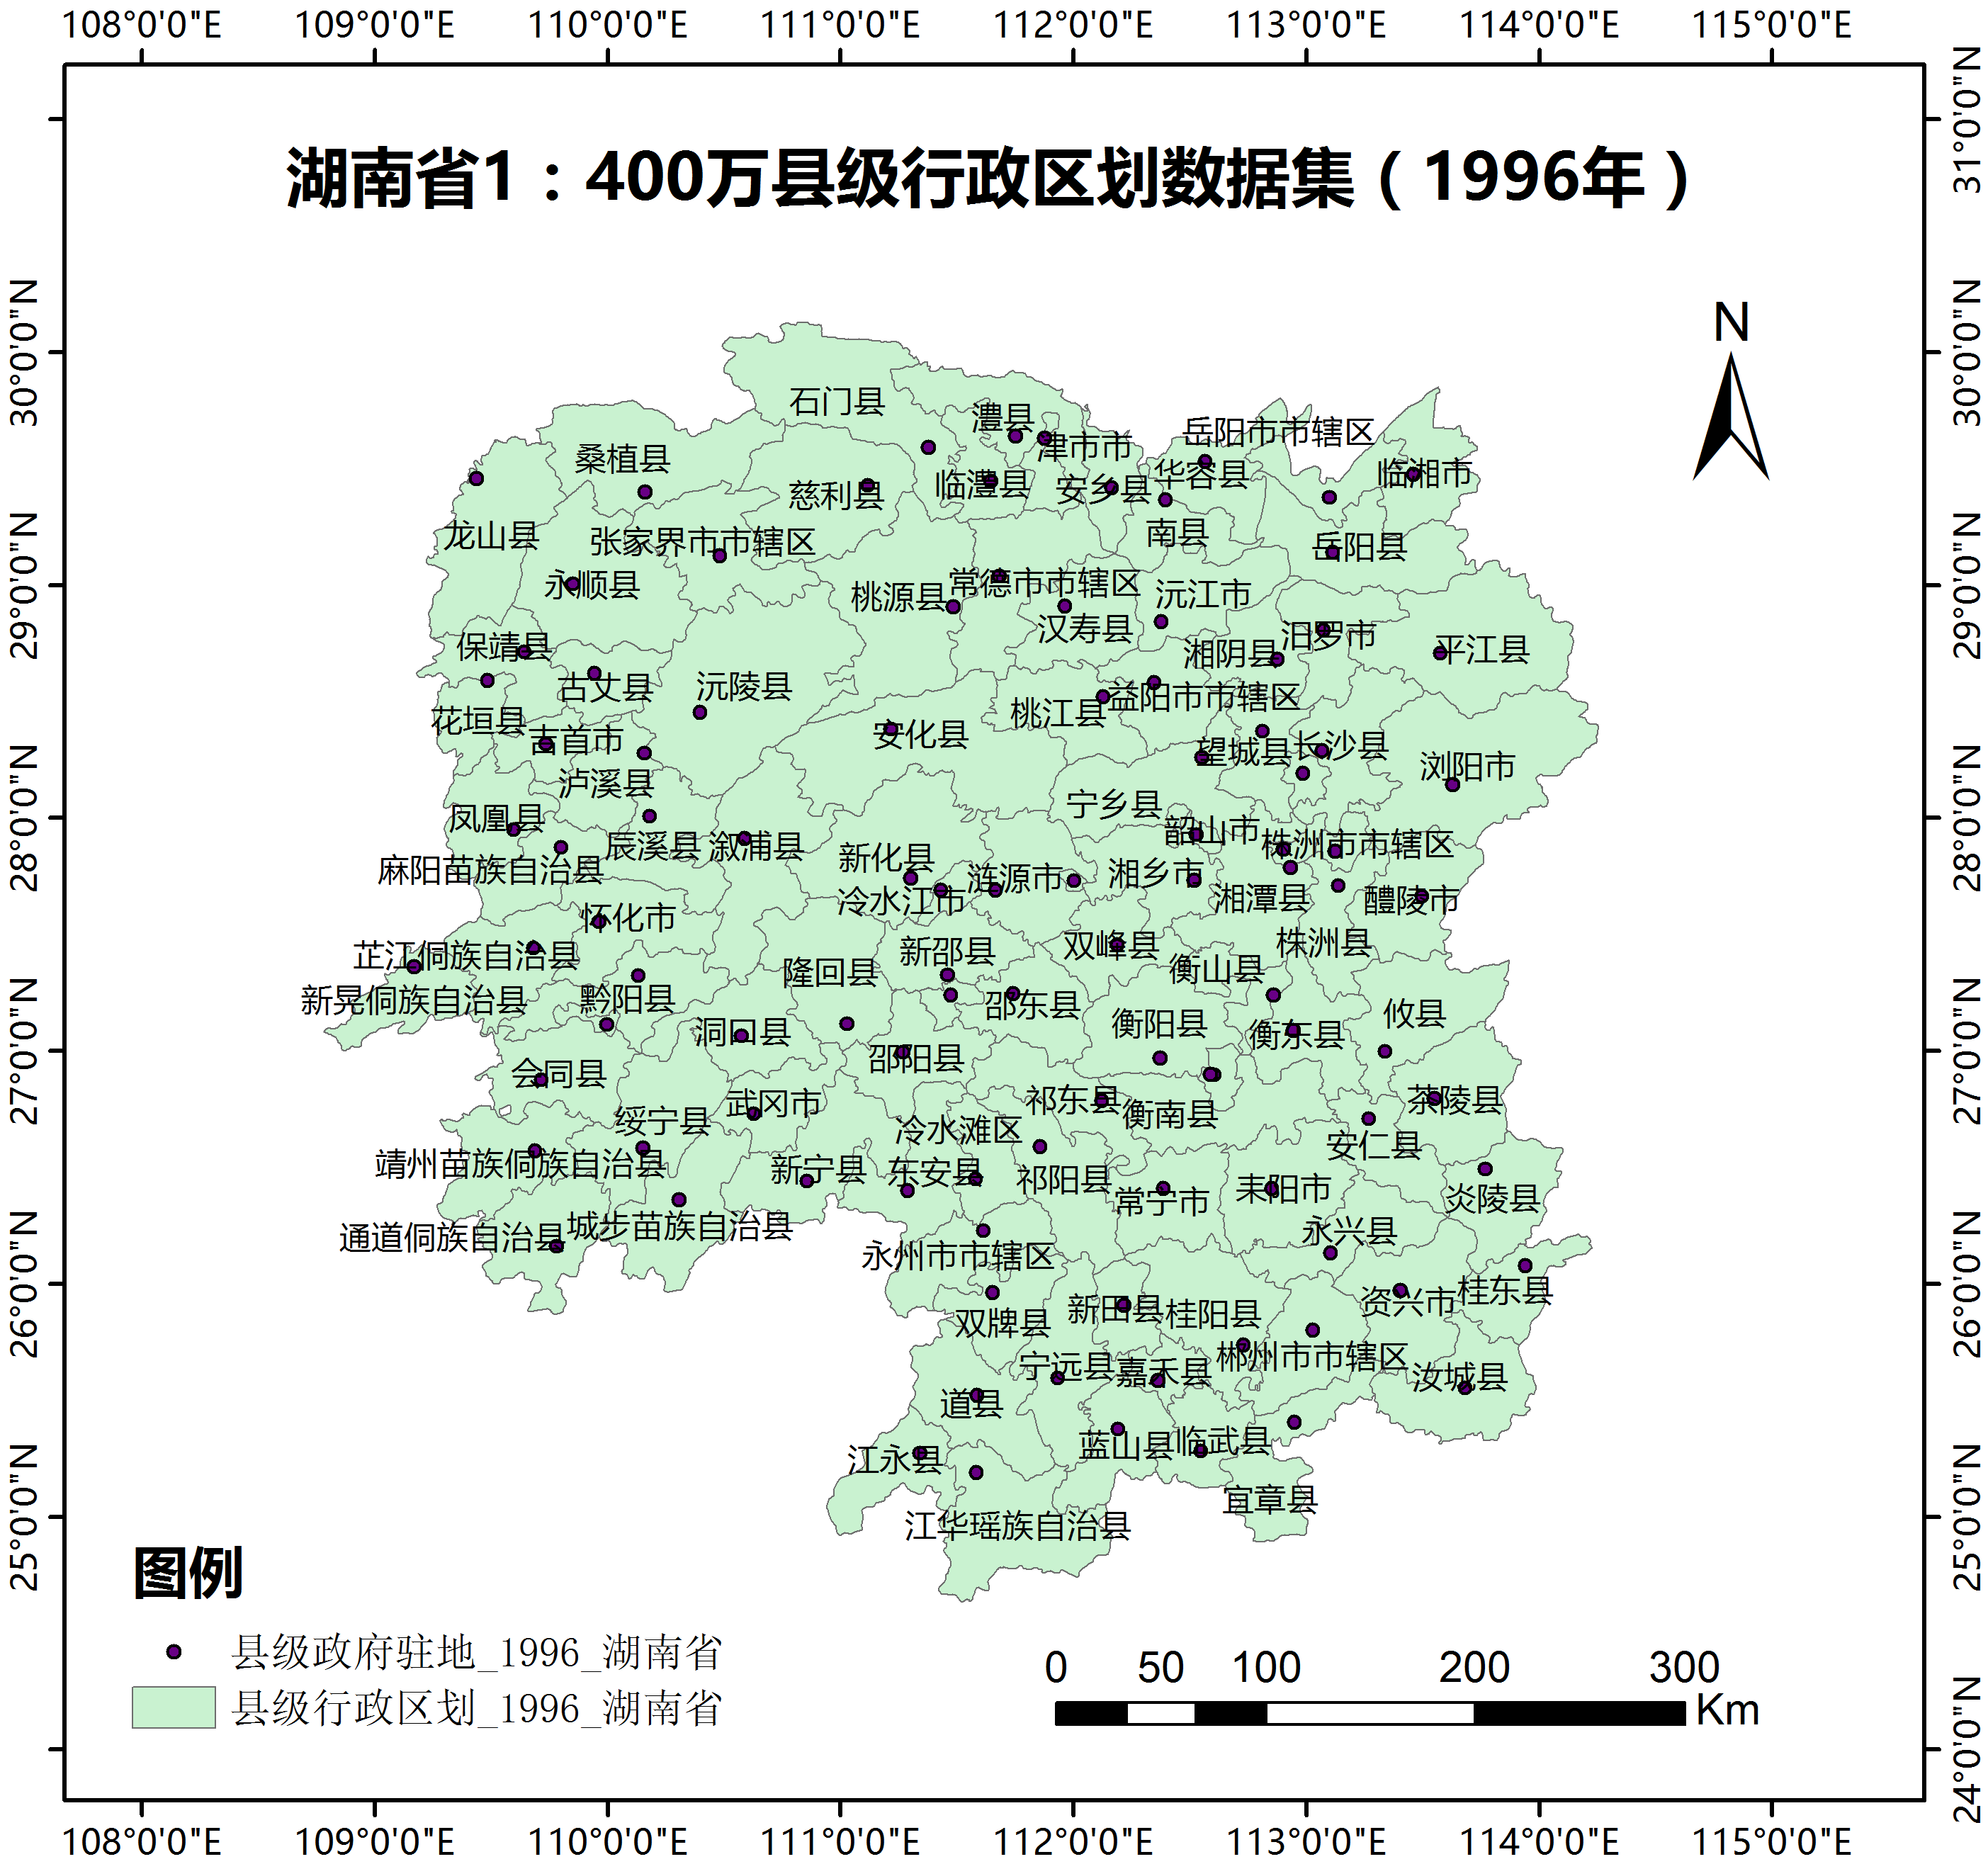 108°0'0"E 109°0'0"E 110°0'0"E 111°0'0"E 112°0'0"E 113°0'0"E 114°0'0"E 115°0'0"E
31°0'0"N
30°0'0"N
29°0'0"N
28°0'0"N
27°0'0"N
26°0'0"N
25°0'0"N
24°0'0"N
30°0'0"N
29°0'0"N
28°0'0"N
27°0'0"N
26°0'0"N
25°0'0"N
湖南省1：400万县级行政区划数据集（1996年）
N
石门县
澧县
津市市
岳阳市市辖区
桑植县
慈利县
临澧县
安乡县
华容县
临湘市
龙山县
张家界市市辖区
南县
岳阳县
永顺县
桃源县
常德市市辖区
沅江市
汉寿县
保靖县
湘阴县
汨罗市
平江县
古丈县
沅陵县
桃江县
益阳市市辖区
花垣县
吉首市
安化县
望城县
长沙县
浏阳市
泸溪县
宁乡县
凤凰县
辰溪县
溆浦县
韶山市
株洲市市辖区
麻阳苗族自治县
新化县
涟源市
湘乡市
冷水江市
湘潭县
醴陵市
怀化市
芷江侗族自治县
新邵县
双峰县
株洲县
隆回县
衡山县
新晃侗族自治县
黔阳县
邵东县
攸县
洞口县
衡阳县
衡东县
邵阳县
会同县
武冈市
祁东县
衡南县
茶陵县
绥宁县
冷水滩区
安仁县
靖州苗族侗族自治县
新宁县
东安县
祁阳县
常宁市
耒阳市
炎陵县
通道侗族自治县
城步苗族自治县
永州市市辖区
永兴县
双牌县
新田县
桂阳县
资兴市
桂东县
宁远县
嘉禾县
郴州市市辖区
汝城县
道县
江永县
蓝山县
临武县
宜章县
江华瑶族自治县
图例
县级政府驻地_1996_湖南省
县级行政区划_1996_湖南省
0 50 100 200 300
Km
108°0'0"E 109°0'0"E 110°0'0"E 111°0'0"E 112°0'0"E 113°0'0"E 114°0'0"E 115°0'0"E